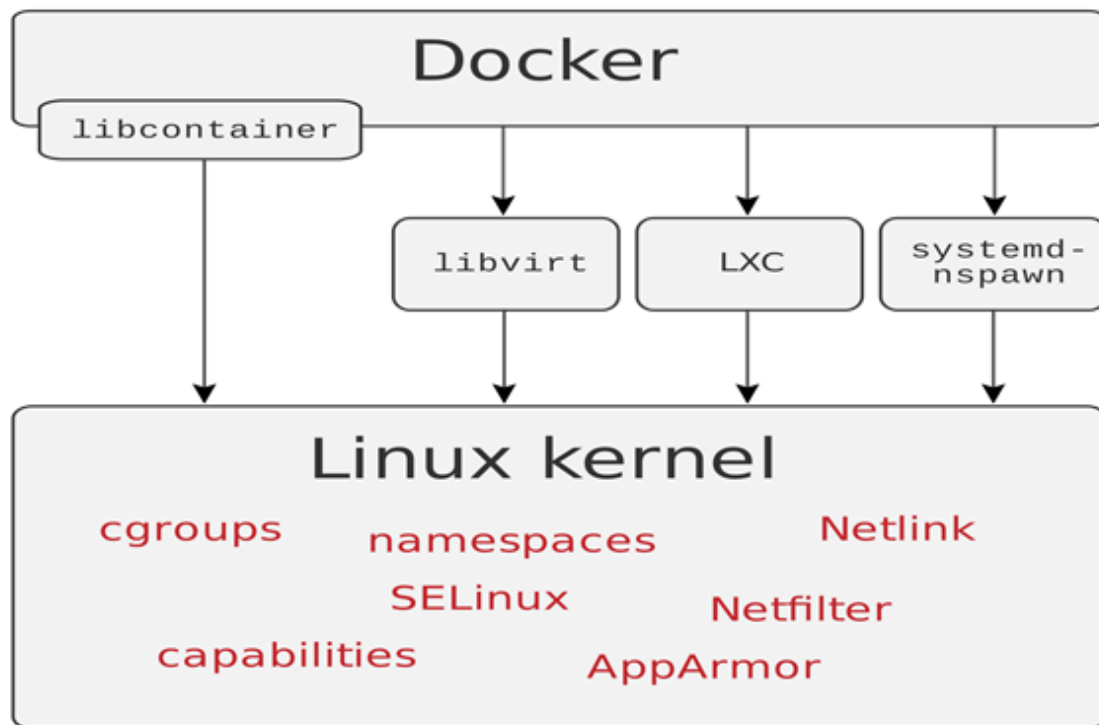 Docker
libcontainer
libvirt
LXC
systemd-
nspawn
Linux kernel
cgroups
namespaces
Netlink
SELinux
Netfilter
capabilities
AppArmor